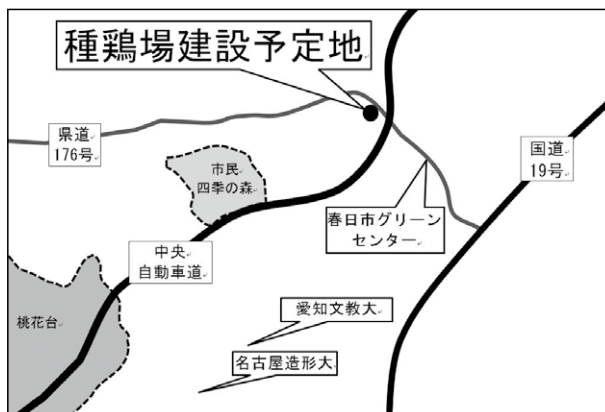 種鶏場建設予定地
県道
176号
市民
四季の森
国道
19号
春日市グリーン
センター
中央
自動車道
桃花台
愛知文教大
名古屋造形大